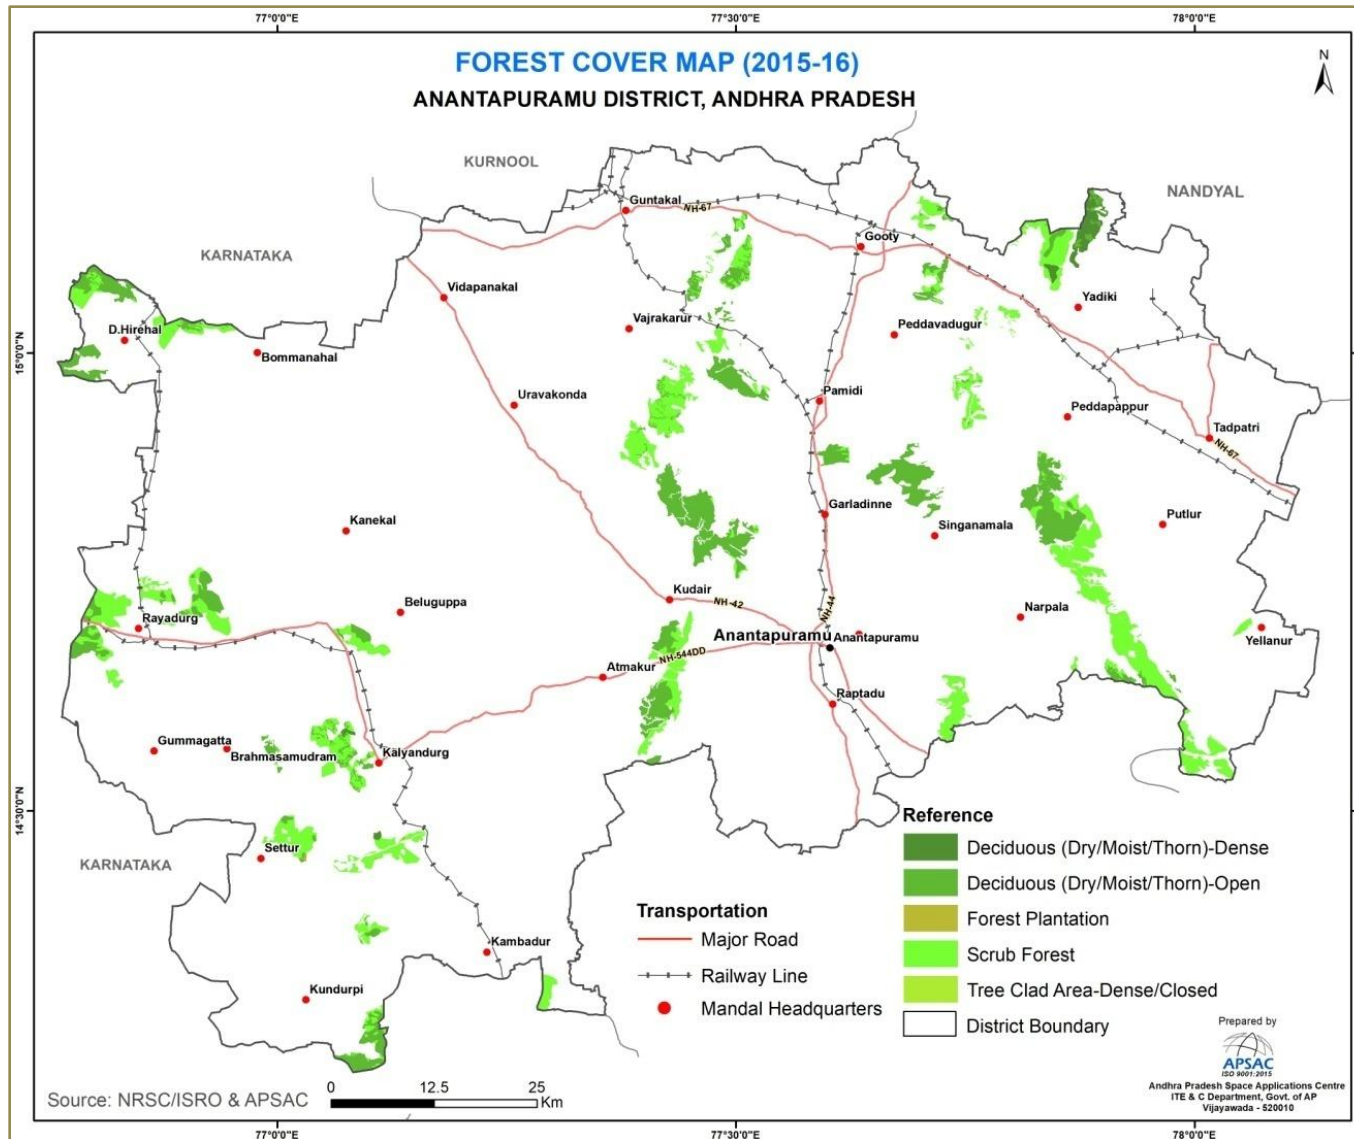 77°0'0"E
77°30'0"E
78°0'0"E
FOREST COVER MAP (2015-16)
ANANTAPURAMU DISTRICT, ANDHRA PRADESH
N
KURNOOL
NANDYAL
KARNATAKA
Guntakal
NH-67
Gooty
Vidapanakal
Yadiki
D.Hirehal
Vajrakarur
Peddavadugur
Bommanahal
15°0'0"N
Uravakonda
Pamidi
Peddapappur
Tadpatri
NH-67
Garladinne
Kanekal
Singanamala
Putlur
Kudair
NH -42
NH-44
Beluguppa
Narpala
Rayadurg
Anantapuramu
Anantapuramu
Yellanur
NH-544DD
Atmakur
Raptadu
Gummagatta
Brahmasamudram
Kalyandurg
14°30'0"N
KARNATAKA
Settur
Kambadur
Kundurpi
Transportation
Major Road
Railway Line
Mandal Headquarters
Reference
Deciduous (Dry/Moist/Thorn)-Dense
Deciduous (Dry/Moist/Thorn)-Open
Forest Plantation
Scrub Forest
Tree Clad Area-Dense/Closed
District Boundary
Prepared by
APSAC
ISO 9001:2015
Andhra Pradesh Space Applications Centre
ITE & C Department, Govt. of AP
Vijayawada - 520010
Source: NRSC/ISRO & APSAC
0 12.5 25
Km
77°0'0"E
77°30'0"E
78°0'0"E